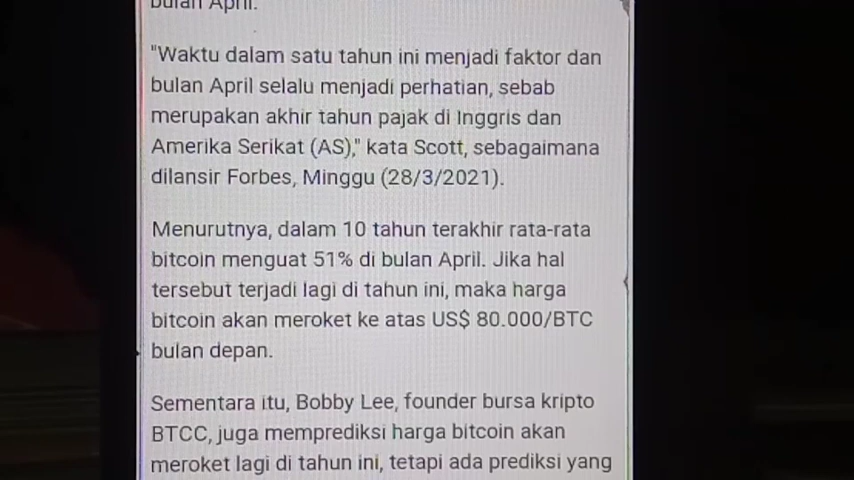 bulan April.
"Waktu dalam satu tahun ini menjadi faktor dan
bulan April selalu menjadi perhatian, sebab
merupakan akhir tahun pajak di Inggris dan
Amerika Serikat (AS)," kata Scott, sebagaimana
dilansir Forbes, Minggu (28/3/2021).
Menurutnya, dalam 10 tahun terakhir rata-rata
bitcoin menguat 51% di bulan April. Jika hal
tersebut terjadi lagi di tahun ini, maka harga
bitcoin akan meroket ke atas US$ 80.000/BTC
bulan depan.
Sementara itu, Bobby Lee, founder bursa kripto
BTCC, juga memprediksi harga bitcoin akan
meroket lagi di tahun ini, tetapi ada prediksi yang